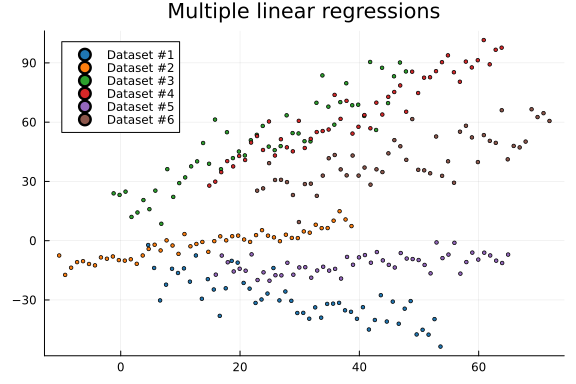 Multiple linear regressions
Dataset #1
Dataset #2
Dataset #3
Dataset #4
Dataset #5
Dataset #6
90
60
30
0
−30
0
20
40
60